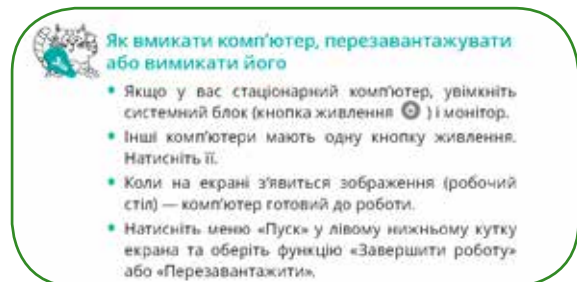 Як вмикати комп'ютер, перезавантажувати
або вимикати його
• Якщо у вас стаціонарний комп'ютер, увімкніть
системний блок (кнопка живлення ) і монітор.
• Інші комп'ютери мають одну кнопку живлення.
Натисніть її.
• Коли на екрані з'явиться зображення (робочий
стіл) — комп'ютер готовий до роботи.
• Натисніть меню «Пуск» у лівому нижньому кутку
екрана та оберіть функцію «Завершити роботу»
або «Перезавантажити».